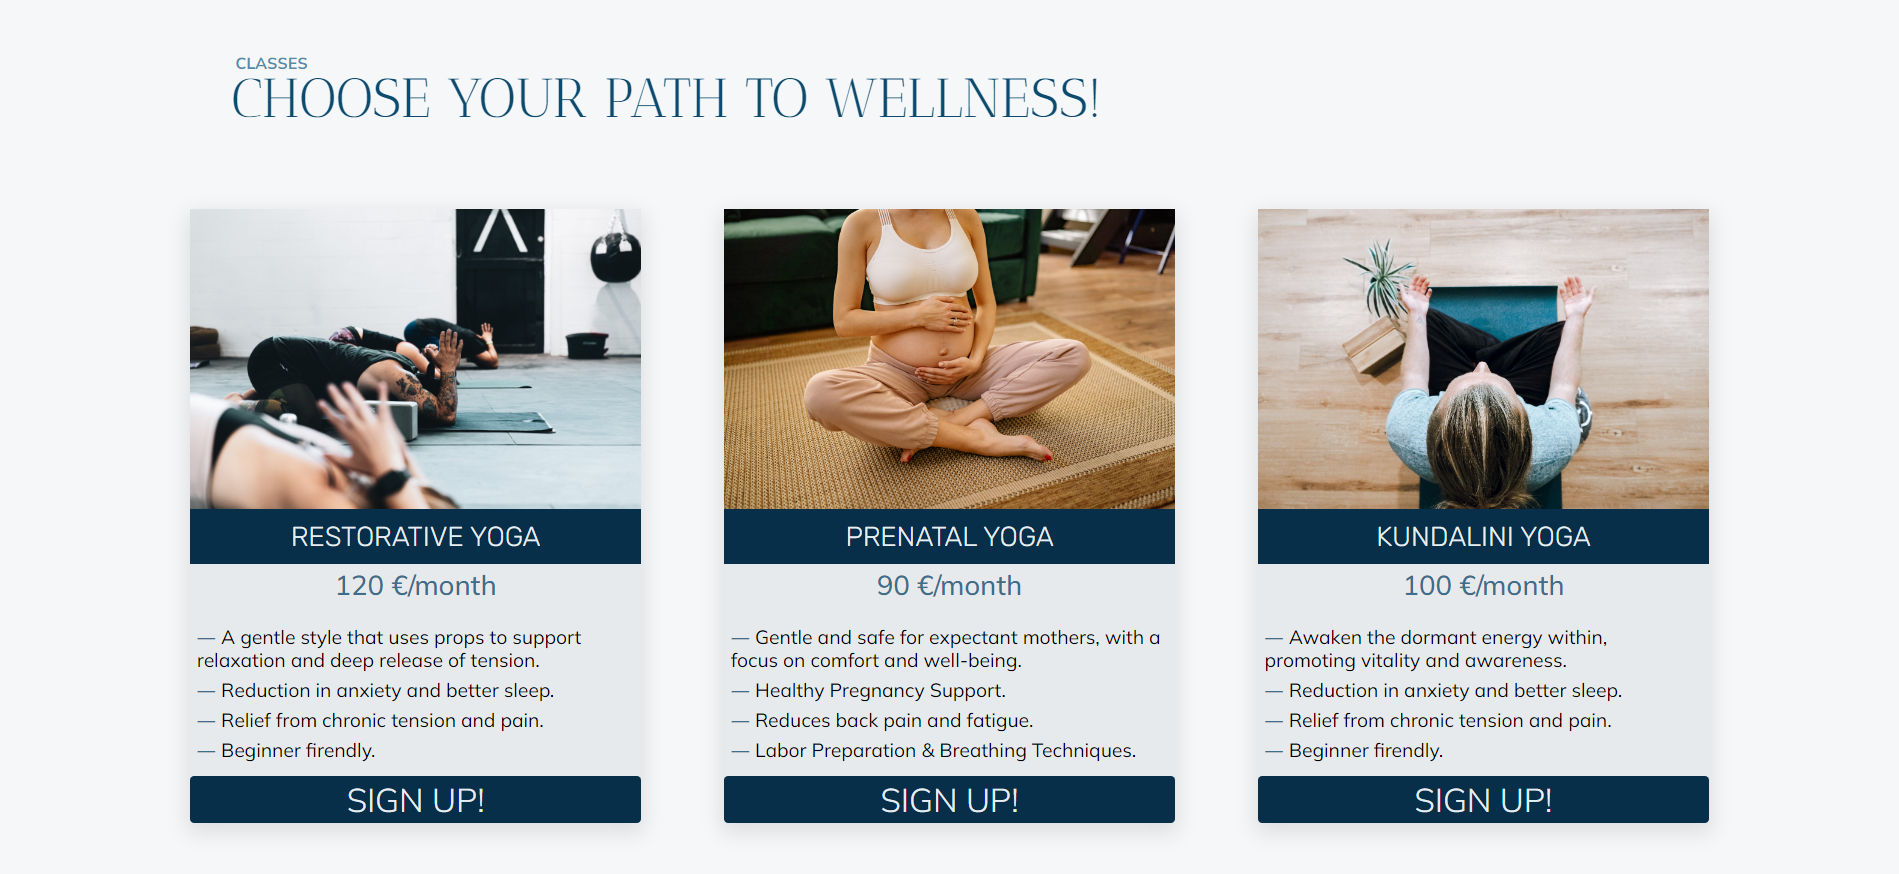 CLASSES
CHOOSE YOUR PATH TO WELLNESS!
RESTORATIVE YOGA
120 €/month
— A gentle style that uses props to support
relaxation and deep release of tension.
— Reduction in anxiety and better sleep.
— Relief from chronic tension and pain.
— Beginner firendly.
SIGN UP!
PRENATAL YOGA
90 €/month
— Gentle and safe for expectant mothers, with a
focus on comfort and well-being.
— Healthy Pregnancy Support.
— Reduces back pain and fatigue.
— Labor Preparation & Breathing Techniques.
SIGN UP!
KUNDALINI YOGA
100 €/month
— Awaken the dormant energy within,
promoting vitality and awareness.
— Reduction in anxiety and better sleep.
— Relief from chronic tension and pain.
— Beginner firendly.
SIGN UP!